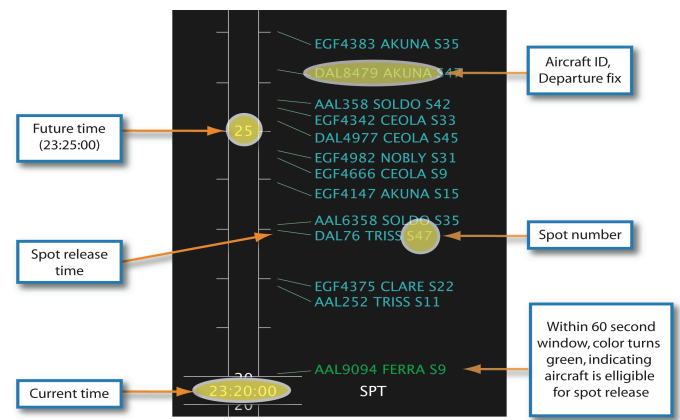 EGF4383 AKUNA S35
DAL8479 AKUNA S47
Aircraft ID,
Departure fix
AAL358 SOLDO S42
EGF4342 CEOLA S33
Future time
(23:25:00)
25
DAL4977 CEOLA S45
EGF4982 NOBLY S31
EGF4666 CEOLA S9
EGF4147 AKUNA S15
AAL6358 SOLDO S35
DAL76 TRISS S47
Spot number
Spot release
time
EGF4375 CLARE S22
AAL252 TRISS S11
Within 60 second
window, color turns
green, indicating
aircraft is elligible
for spot release
AAL9094 FERRA S9
Current time
23:20:00
SPT
20